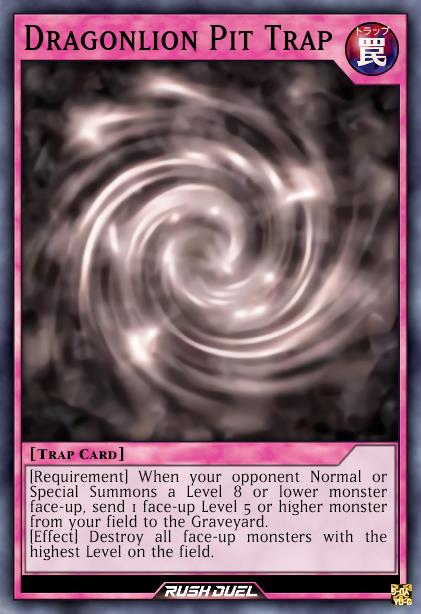 Dragonlion Pit Trap
トラップ
罠
[Trap Card]
[Requirement] When your opponent Normal or
Special Summons a Level 8 or lower monster
face-up, send 1 face-up Level 5 or higher monster
from your field to the Graveyard.
[Effect] Destroy all face-up monsters with the
highest Level on the field.
RUSH DUEL